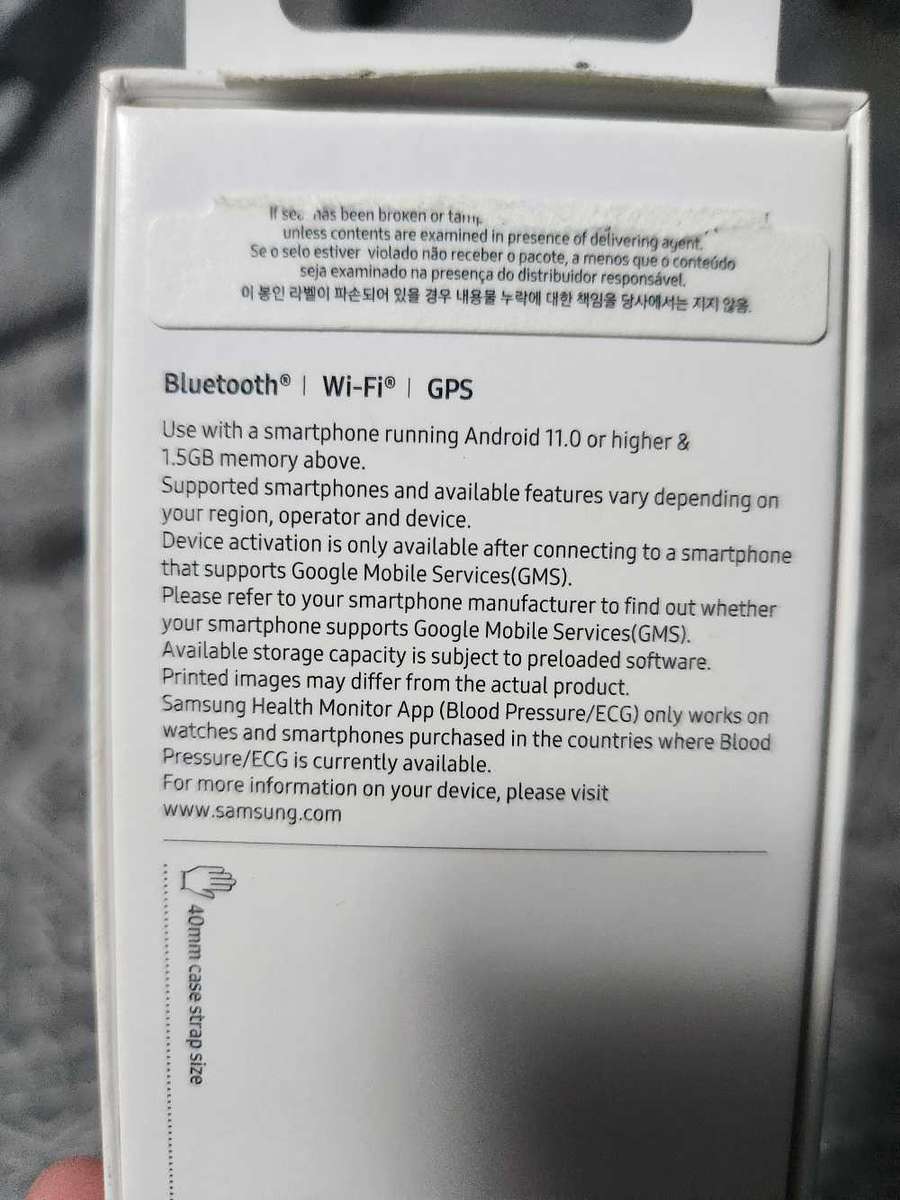 If has been broken or
unless contents are examined in presence of delivering agent.
Se o selo estiver violado não receber o pacote, a menos que o conteúdo
seja examinado na presença do distribuidor responsável.
이 봉인 라벨이 파손되어 있을 경우 내용물 누락에 대한 책임을 당사에서는 지지 않음.
Bluetooth® | Wi-Fi® | GPS
Use with a smartphone running Android 11.0 or higher &
1.5GB memory above.
Supported smartphones and available features vary depending on
your region, operator and device.
Device activation is only available after connecting to a smartphone
that supports Google Mobile Services(GMS).
Please refer to your smartphone manufacturer to find out whether
your smartphone supports Google Mobile Services(GMS).
Available storage capacity is subject to preloaded software.
Printed images may differ from the actual product.
Samsung Health Monitor App (Blood Pressure/ECG) only works on
watches and smartphones purchased in the countries where Blood
Pressure/ECG is currently available.
For more information on your device, please visit
www.samsung.com
40mm case strap size